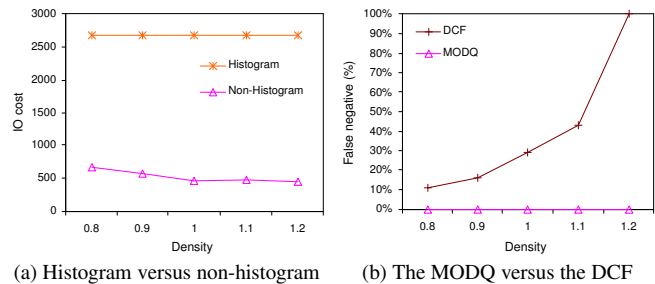 3000
2500
2000
1500
1000
500
0
IO cost
Histogram
Non-Histogram
0.8 0.9 1 1.1 1.2
Density
(a) Histogram versus non-histogram
100%
90%
80%
70%
60%
50%
40%
30%
20%
10%
0%
False negative (%)
DCF
MODQ
0.8 0.9 1 1.1 1.2
Density
(b) The MODQ versus the DCF